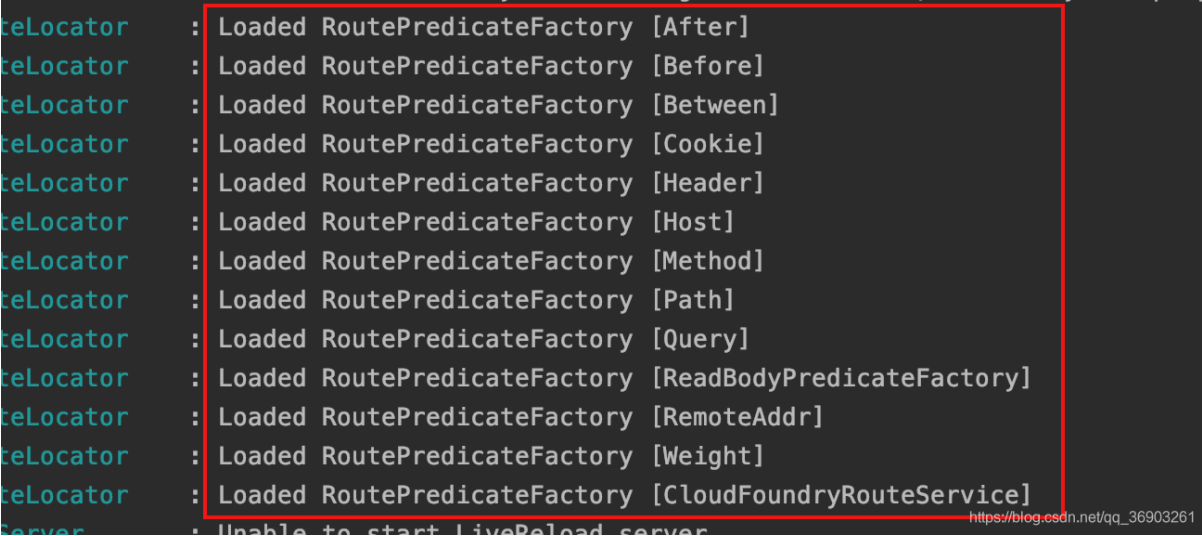 teLocator : Loaded RoutePredicateFactory [After]
teLocator : Loaded RoutePredicateFactory [Before]
teLocator : Loaded RoutePredicateFactory [Between]
teLocator : Loaded RoutePredicateFactory [Cookie]
teLocator : Loaded RoutePredicateFactory [Header]
teLocator : Loaded RoutePredicateFactory [Host]
teLocator : Loaded RoutePredicateFactory [Method]
teLocator : Loaded RoutePredicateFactory [Path]
teLocator : Loaded RoutePredicateFactory [Query]
teLocator : Loaded RoutePredicateFactory [ReadBodyPredicateFactory]
teLocator : Loaded RoutePredicateFactory [RemoteAddr]
teLocator : Loaded RoutePredicateFactory [Weight]
teLocator : Loaded RoutePredicateFactory [CloudFoundryRouteService]
Server : Unable to start LiveReload server
https://blog.csdn.net/qq_36903261